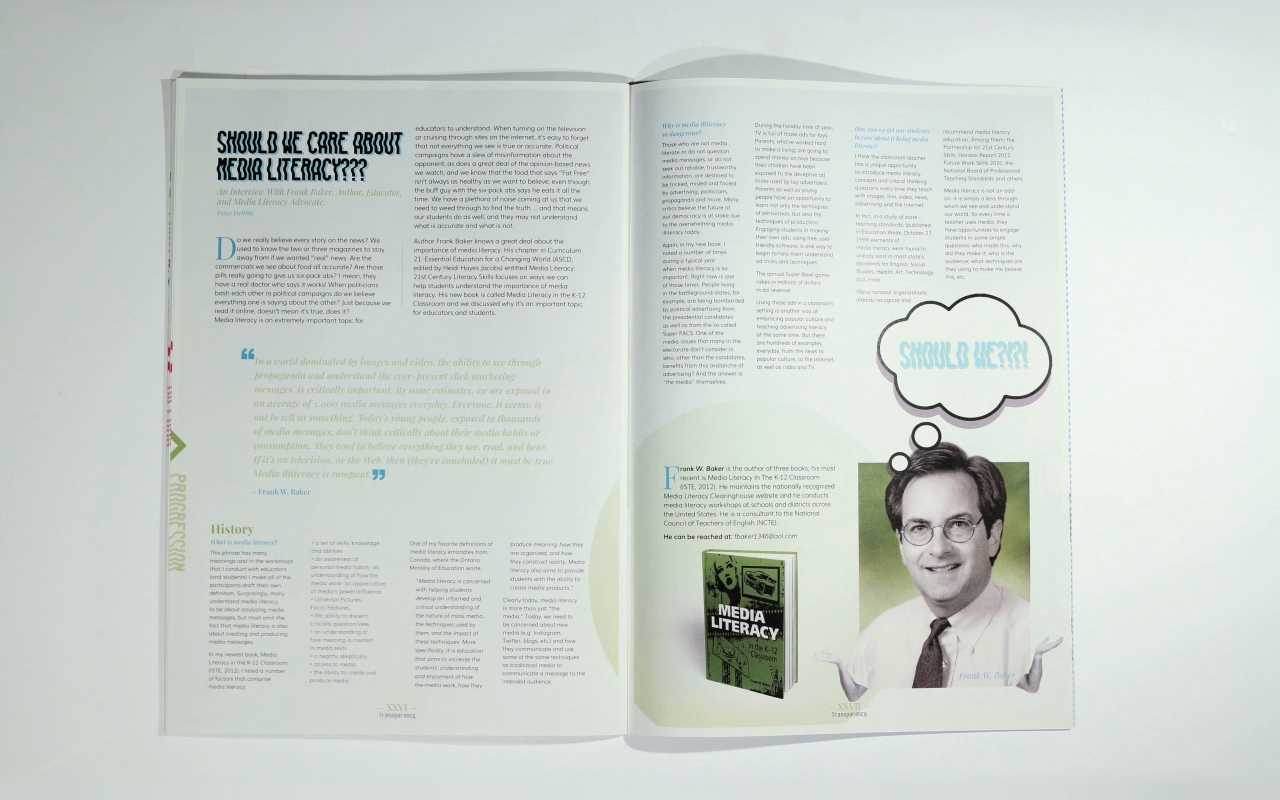 SHOULD WE CARE ABOUT
MEDIA LITERACY???
An Interview With Frank Baker, Author, Educator,
and Media Literacy Advocate.
Peter DeWitt
Do we really believe every story on the news? We
used to know the two or three magazines to stay
away from if we wanted "real" news. Are the
commercials we see about food all accurate? Are those
pills really going to give us six-pack abs? I mean, they
have a real doctor who says it works! When politicians
bash each other in political campaigns do we believe
everything one is saying about the other? Just because we
read it online, doesn't mean it's true, does it?
Media literacy is an extremely important topic for
educators to understand. When turning on the television
or cruising through sites on the internet, it's easy to forget
that not everything we see is true or accurate. Political
campaigns have a slew of misinformation about the
opponent, as does a great deal of the opinion-based news
we watch, and we know that the food that says "Fat Free"
isn't always as healthy as we want to believe, even though
the buff guy with the six-pack abs says he eats it all the
time. We have a plethora of noise coming at us that we
need to weed through to find the truth ... and that means
our students do as well, and they may not understand
what is accurate and what is not.
Author Frank Baker knows a great deal about the
importance of media literacy. His chapter in Curriculum
21: Essential Education for a Changing World (ASCD,
edited by Heidi Hayes Jacobs) entitled Media Literacy:
21st Century Literacy Skills focuses on ways we can
help students understand the importance of media
literacy. His new book is called Media Literacy in the K-12
Classroom and we discussed why it's an important topic
for educators and students.
“In a world dominated by images and video, the ability to see through
propaganda and understand the ever-present slick marketing
messages, is critically important. By some estimates, we are exposed to
an average of 3,000 media messages everyday. Everyone, it seems, is
out to sell us something. Today's young people, exposed to thousands
of media messages, don't think critically about their media habits or
consumption. They tend to believe everything they see, read, and hear.
If it's on television, or the Web, then (they've concluded) it must be true.
Media illiteracy is rampant.”
- Frank W. Baker
PROGRESSION
History
What is media literacy?
This phrase has many
meanings and in the workshops
that I conduct with educators
(and students) I make all of the
participants draft their own
definition. Surprisingly, many
understand media literacy
to be about analyzing media
messages, but most omit the
fact that media literacy is also
about creating and producing
media messages.
In my newest book, Media
Literacy in the K-12 Classroom
(ISTE, 2012), I listed a number
of factors that comprise
media literacy:
• a set of skills, knowledge
and abilities
• an awareness of
personal media habits- an
understanding of how the
media work- an appreciation
of media's power/influence
• Universal Pictures,
Focus Features
• the ability to discern;
critically question/view
• an understanding of
how meaning is created
in media texts
• a healthy skepticism
• access to media
• the ability to create and
produce media
One of my favorite definitions of
media literacy emanates from
Canada, where the Ontario
Ministry of Education wrote:
"Media literacy is concerned
with helping students
develop an informed and
critical understanding of
the nature of mass media,
the techniques used by
them, and the impact of
these techniques. More
specifically, it is education
that aims to increase the
students' understanding
and enjoyment of how
the media work, how they
produce meaning, how they
are organized, and how
they construct reality. Media
literacy also aims to provide
students with the ability to
create media products."
Clearly today, media literacy
is more than just "the
media." Today, we need to
be concerned about new
media (e.g. Instagram,
Twitter, blogs, etc.) and how
they communicate and use
some of the same techniques
as traditional media to
communicate a message to the
intended audience.
XXVI
Transparency
Why is media illiteracy
so dangerous?
Those who are not media
literate or do not question
media messages, or do not
seek out reliable, trustworthy
information, are destined to
be tricked, misled and fooled
by advertising, politicians,
propaganda and more. Many
critics believe the future of
our democracy is at stake due
to the overwhelming media
illiteracy today.
Again, in my new book, I
noted a number of times
during a typical year
when media literacy is so
important. Right now is one
of those times. People living
in the battleground states, for
example, are being bombarded
by political advertising from
the presidential candidates
as well as from the so called
Super PACS. One of the
media issues that many in the
electorate don't consider is
who, other than the candidates,
benefits from this avalanche of
advertising? And the answer is
"the media" themselves.
During the holiday time of year,
TV is full of those ads for toys.
Parents, who've worked hard
to make a living, are going to
spend money on toys because
their children have been
exposed to the deceptive ad
tricks used by toy advertisers.
Parents as well as young
people have an opportunity to
learn not only the techniques
of persuasion, but also the
techniques of production.
Engaging students in making
their own ads, using free, user-
friendly software, is one way to
begin to help them understand
ad tricks and techniques.
The annual Super Bowl game
takes in millions of dollars
in ad revenue.
Using these ads in a classroom
setting is another way of
embracing popular culture and
teaching advertising literacy
at the same time. But there
are hundreds of examples,
everyday, from the news to
popular culture, to the Internet,
as well as radio and TV.
How can we get our students
to care about it being media
literate?
I think the classroom teacher
has a unique opportunity
to introduce media literacy
concepts and critical thinking
questions every time they teach
with images, film, video, news,
advertising and the Internet.
In fact, in a study of state
teaching standards, (published
in Education Week, October 27,
1999) elements of
media literacy were found to
already exist in most state's
standards for English, Social
Studies, Health, Art, Technology
and more.
Many national organizations,
already recognize and
recommend media literacy
education. Among them: the
Partnership for 21st Century
Skills, Horizon Report 2012,
Future Work Skills 2020, the
National Board of Professional
Teaching Standards and others.
Media literacy is not an add-
on: it is simply a lens through
which we see and understand
our world. So every time a
teacher uses media, they
have opportunities to engage
students in some simple
questions: who made this, why
did they make it, who is the
audience; what techniques are
they using to make me believe
this, etc.
SHOULD WE?!?!
Frank W. Baker is the author of three books; his most
recent is Media Literacy In The K-12 Classroom
(ISTE, 2012). He maintains the nationally recognized
Media Literacy Clearinghouse website and he conducts
media literacy workshops at schools and districts across
the United States. He is a consultant to the National
Council of Teachers of English (NCTE).
He can be reached at: fbaker1346@aol.com
MEDIA
LITERACY
in the K-12
Classroom
Frank W. Baker
XXVII
Transparency